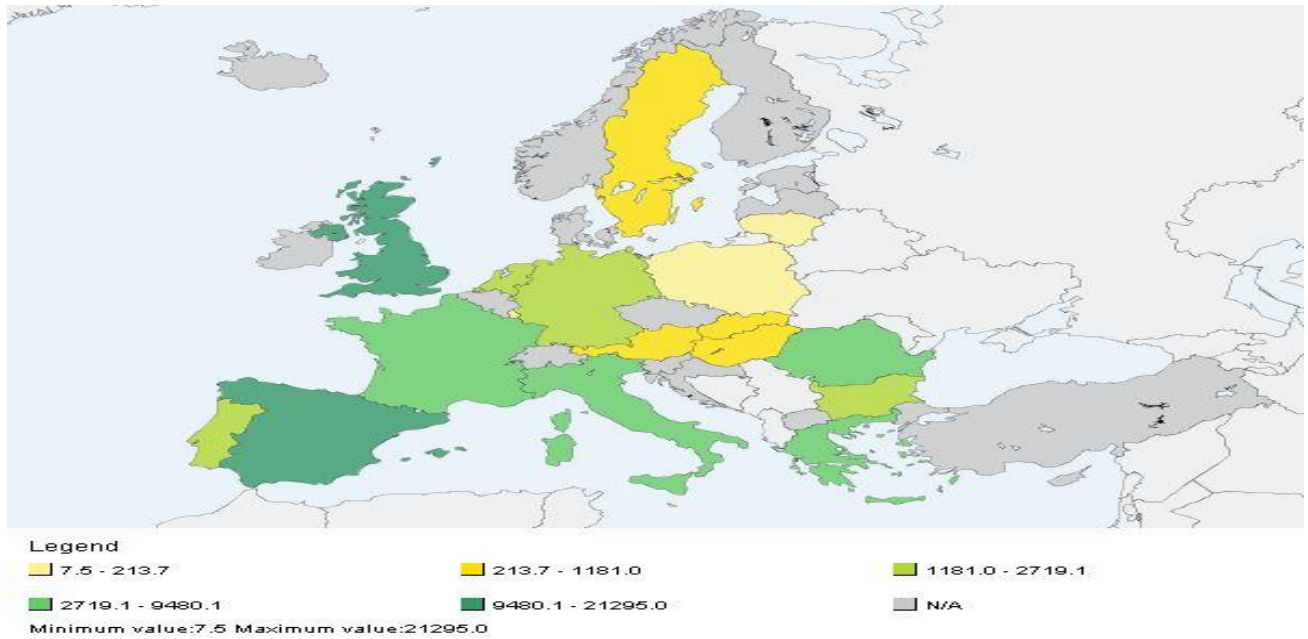 Legend
7.5 - 213.7 213.7 - 1181.0 1181.0 - 2719.1
2719.1 - 9480.1 9480.1 - 21295.0 N/A
Minimum value:7.5 Maximum value:21295.0